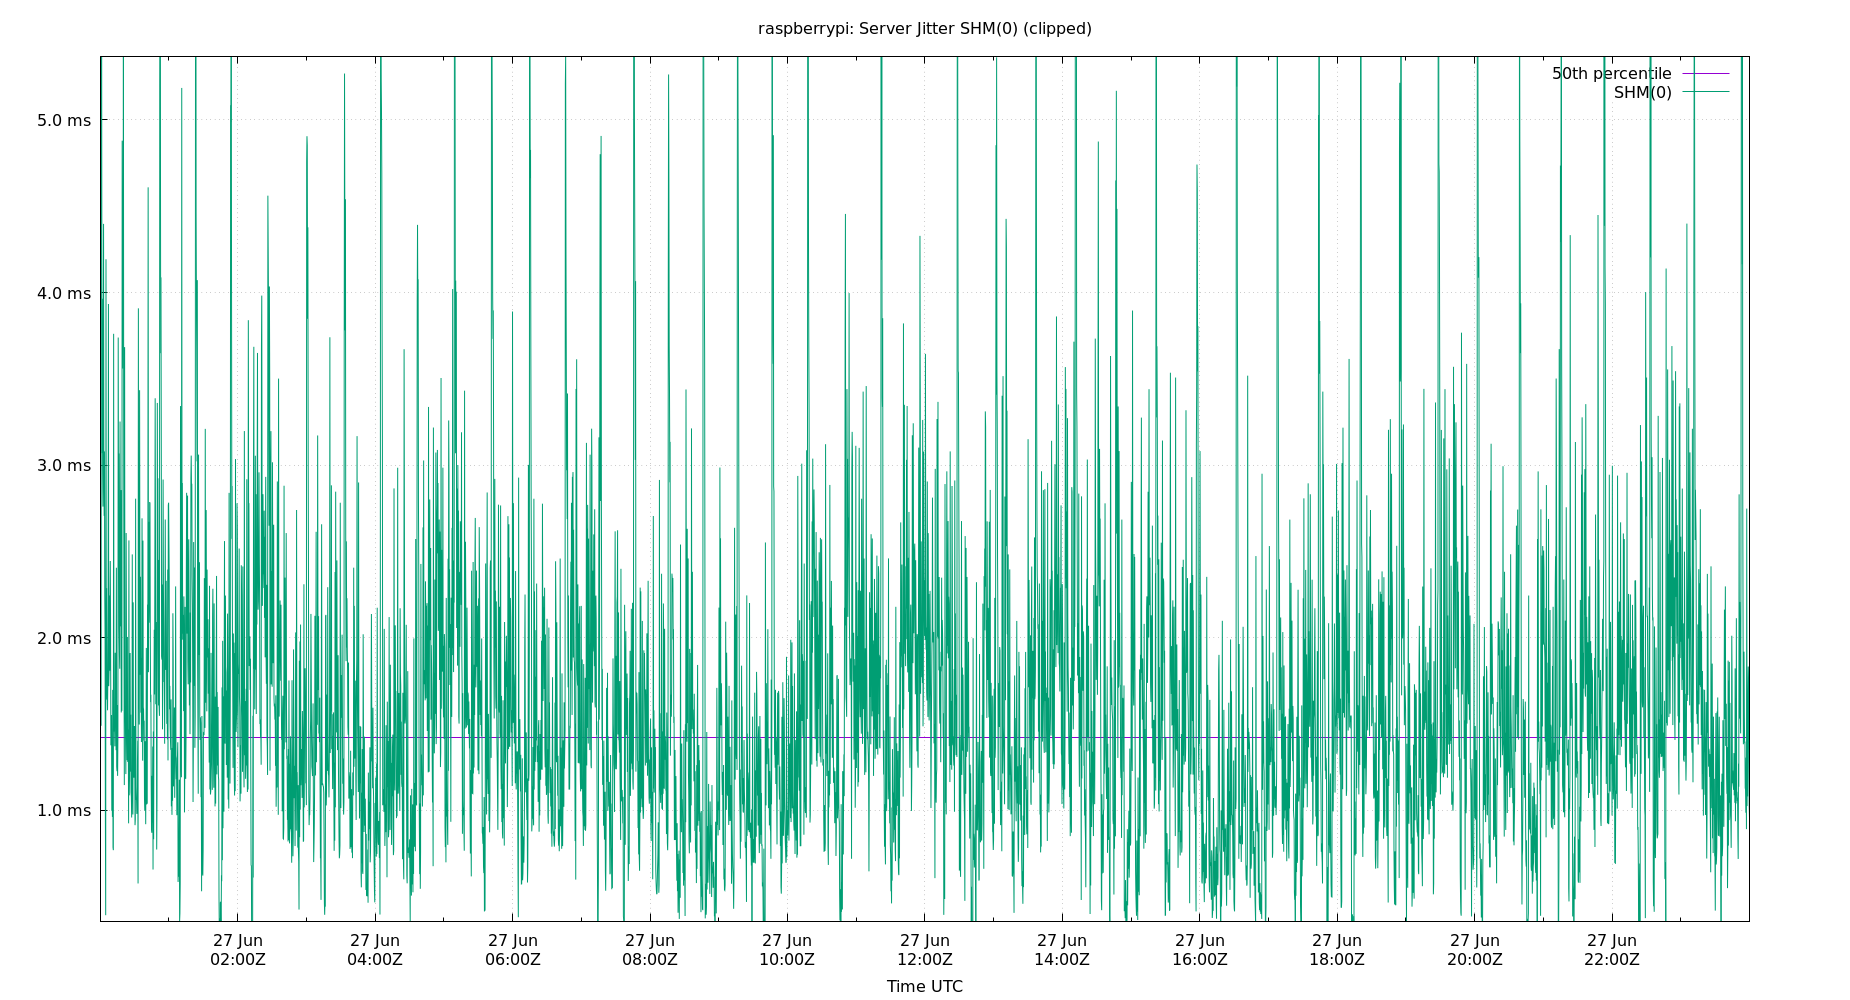 raspberrypi: Server Jitter SHM(0) (clipped)
50th percentile
SHM(0)
5.0 ms
4.0 ms
3.0 ms
2.0 ms
1.0 ms
27 Jun 27 Jun 27 Jun 27 Jun 27 Jun 27 Jun 27 Jun 27 Jun 27 Jun 27 Jun 27 Jun
02:00Z 04:00Z 06:00Z 08:00Z 10:00Z 12:00Z 14:00Z 16:00Z 18:00Z 20:00Z 22:00Z
Time UTC